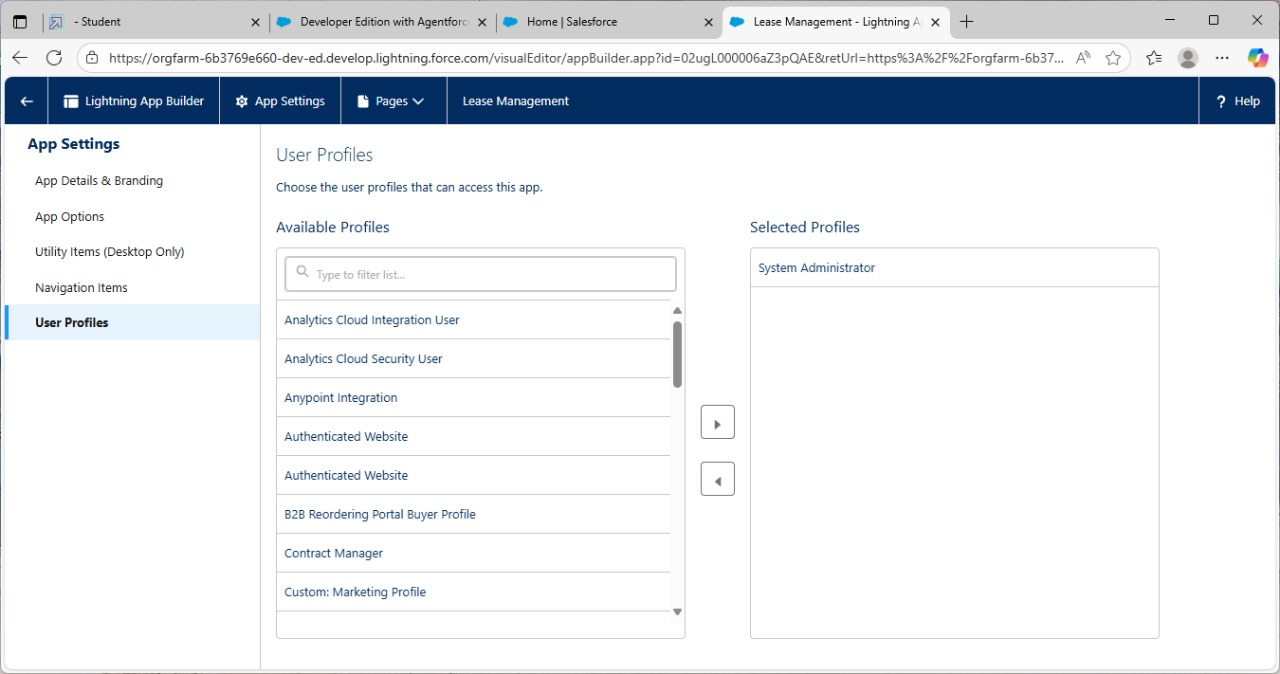 - Student
Developer Edition with Agentforc
Home | Salesforce
Lease Management - Lightning A
https://orgfarm-6b3769e660-dev-ed.develop.lightning.force.com/visualEditor/appBuilder.app?id=02ugL000006aZ3pQAE&retUrl=https%3A%2F%2Forgfarm-6b37...
Lightning App Builder
App Settings
Pages
Lease Management
? Help
App Settings
App Details & Branding
App Options
Utility Items (Desktop Only)
Navigation Items
User Profiles
User Profiles
Choose the user profiles that can access this app.
Available Profiles
Type to filter list...
Analytics Cloud Integration User
Analytics Cloud Security User
Anypoint Integration
Authenticated Website
Authenticated Website
B2B Reordering Portal Buyer Profile
Contract Manager
Custom: Marketing Profile
Selected Profiles
System Administrator